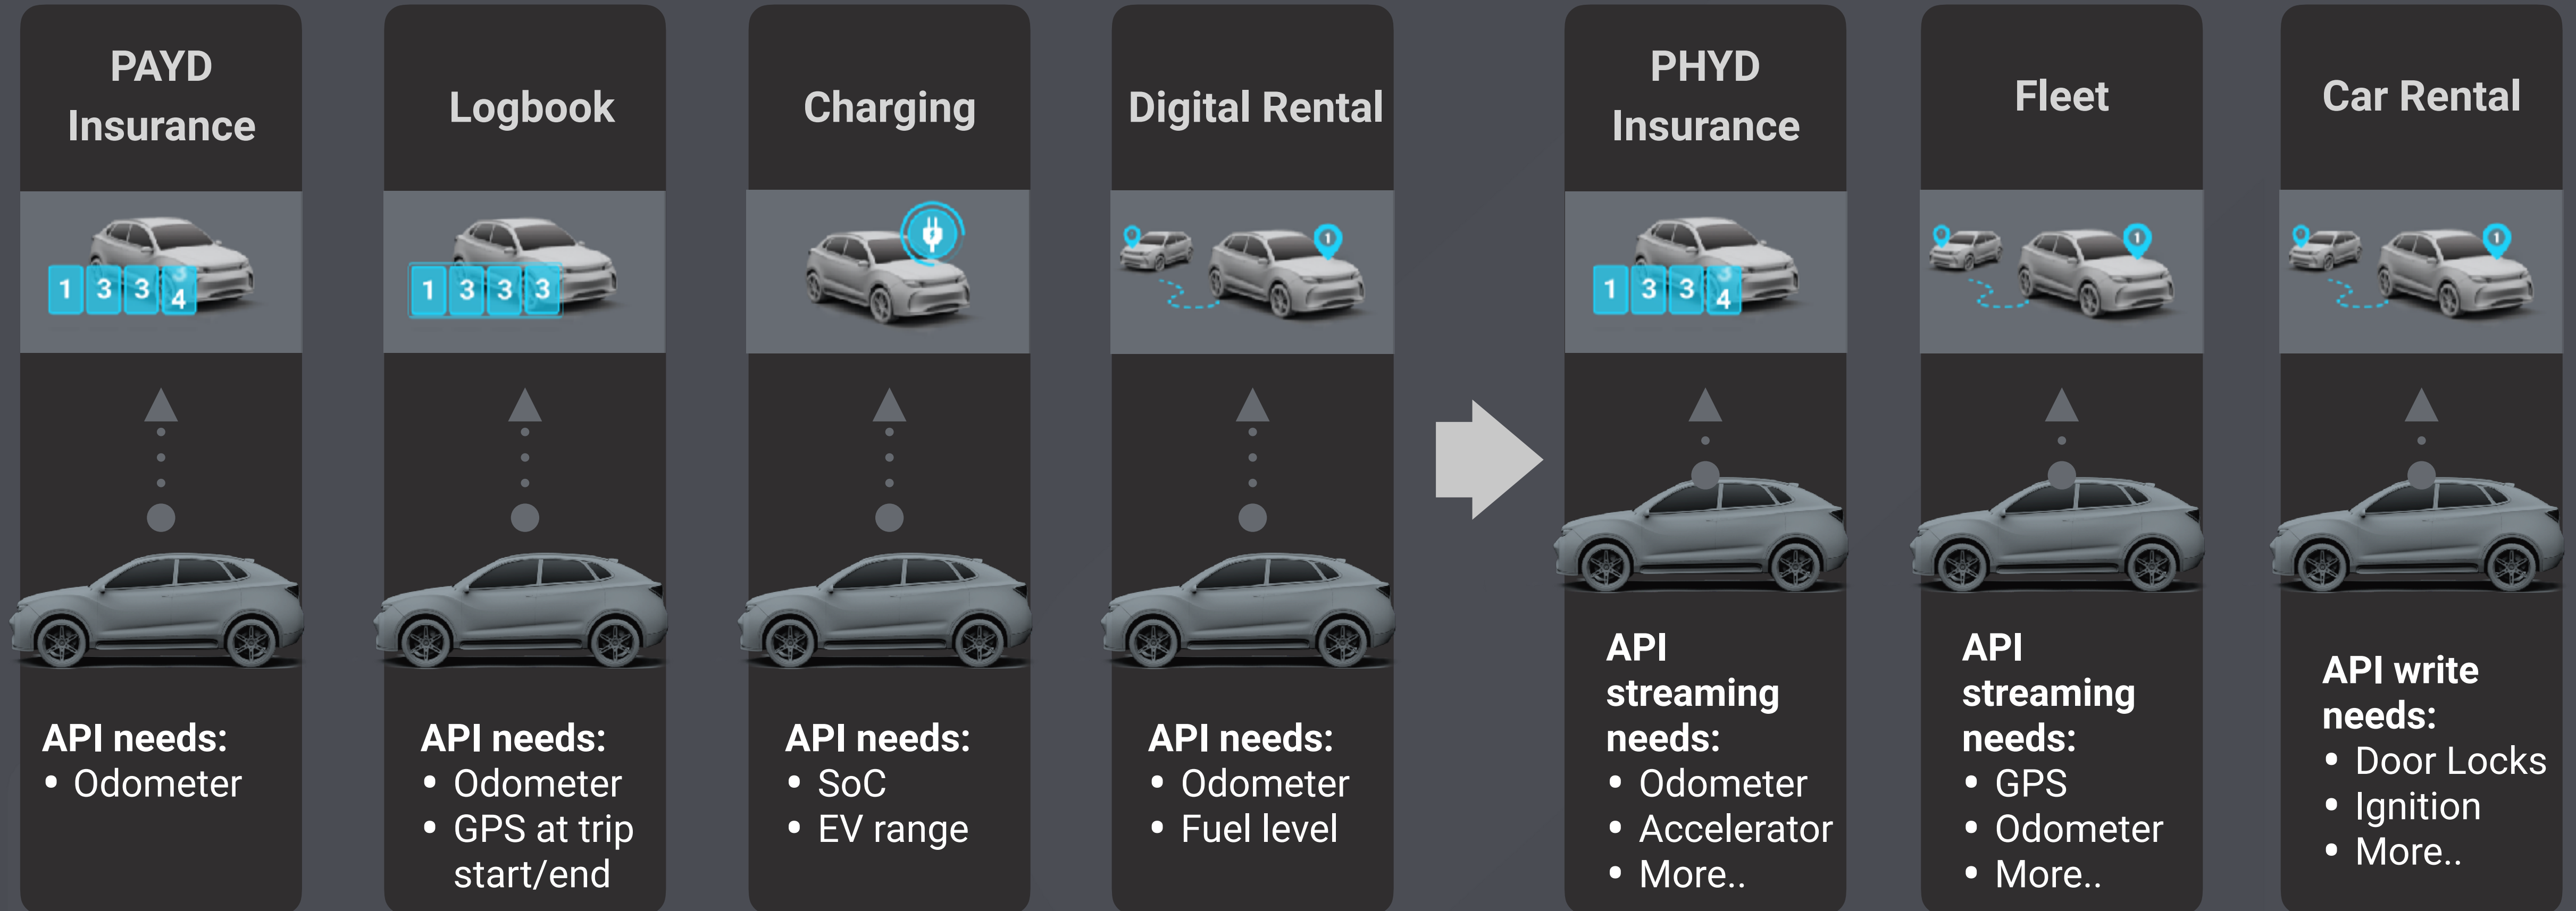 PAYD
Insurance
1 3 3 3 4
API needs:
• Odometer
Logbook
1 3 3 3
API needs:
• Odometer
• GPS at trip
start/end
Charging
API needs:
• SoC
• EV range
Digital Rental
1
API needs:
• Odometer
• Fuel level
PHYD
Insurance
1 3 3 3 4
API
streaming
needs:
• Odometer
• Accelerator
• More..
Fleet
1
API
streaming
needs:
• GPS
• Odometer
• More..
Car Rental
1
API write
needs:
• Door Locks
• Ignition
• More..